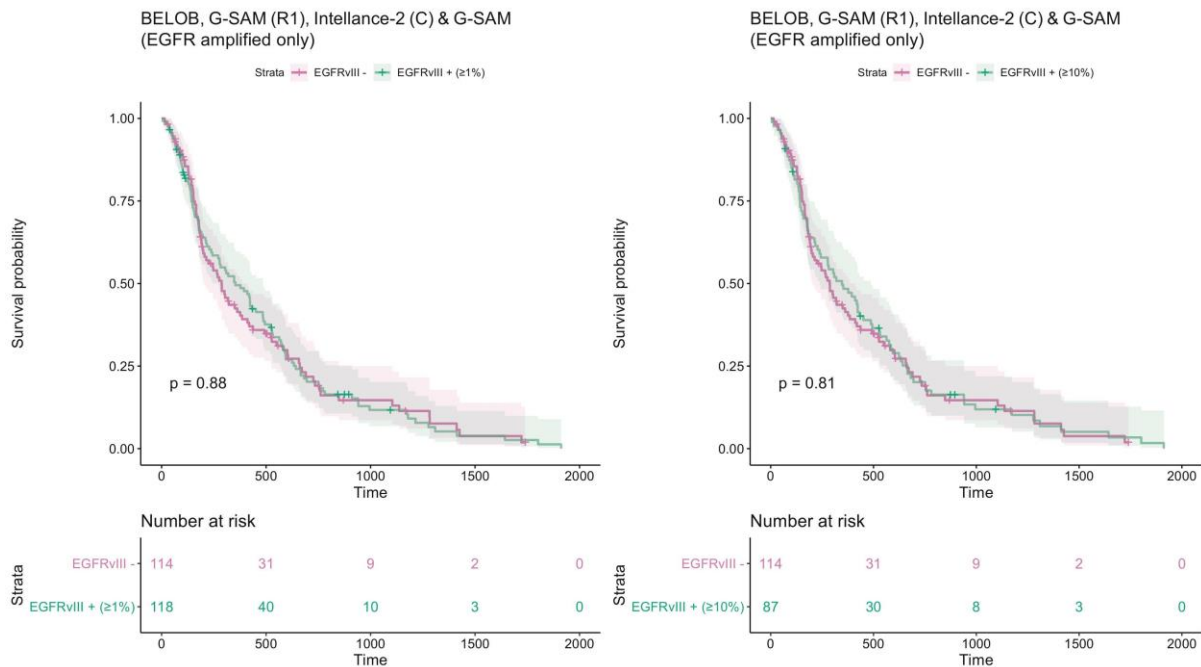 BELOB, G-SAM (R1), Intellance-2 (C) & G-SAM
(EGFR amplified only)
Strata EGFRvIII - EGFRvIII + (≥1%)
Survival probability
1.00
0.75
0.50
0.25
0.00
p = 0.88
0 500 1000 1500 2000
Time
Number at risk
Strata
EGFRvIII - 114 31 9 2 0
EGFRvIII + (≥1%) 118 40 10 3 0
0 500 1000 1500 2000
Time
BELOB, G-SAM (R1), Intellance-2 (C) & G-SAM
(EGFR amplified only)
Strata EGFRvIII - EGFRvIII + (≥10%)
Survival probability
1.00
0.75
0.50
0.25
0.00
p = 0.81
0 500 1000 1500 2000
Time
Number at risk
Strata
EGFRvIII - 114 31 9 2 0
EGFRvIII + (≥10%) 87 30 8 3 0
0 500 1000 1500 2000
Time